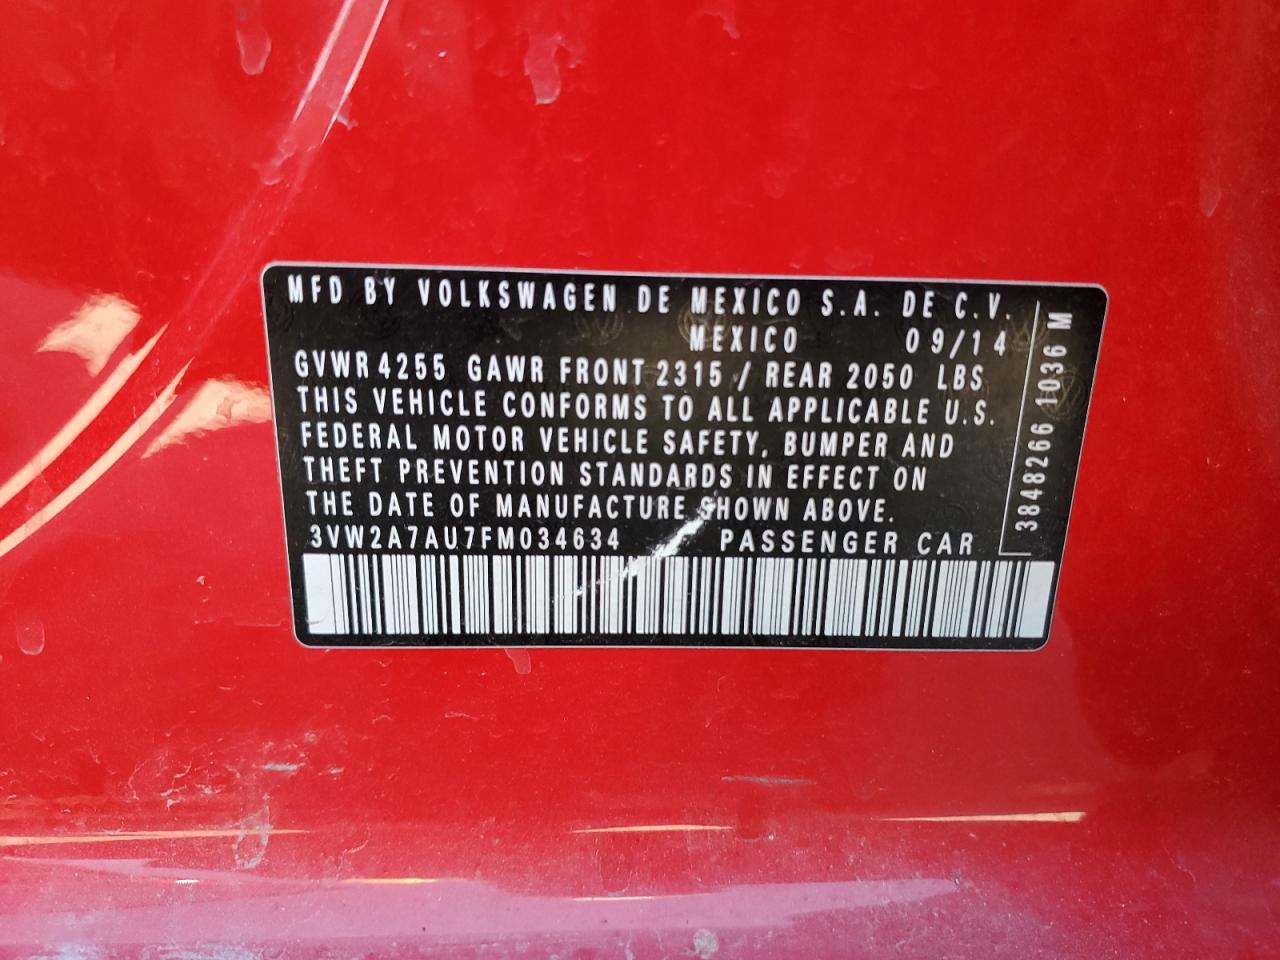 MFD BY VOLKSWAGEN DE MEXICO S.A. DE C.V.
MEXICO 09/14
GVWR 4255 GAWR FRONT 2315 / REAR 2050 LBS
THIS VEHICLE CONFORMS TO ALL APPLICABLE U.S.
FEDERAL MOTOR VEHICLE SAFETY, BUMPER AND
THEFT PREVENTION STANDARDS IN EFFECT ON
THE DATE OF MANUFACTURE SHOWN ABOVE.
3VW2A7AU7FM034634 PASSENGER CAR
3848266 1036 M